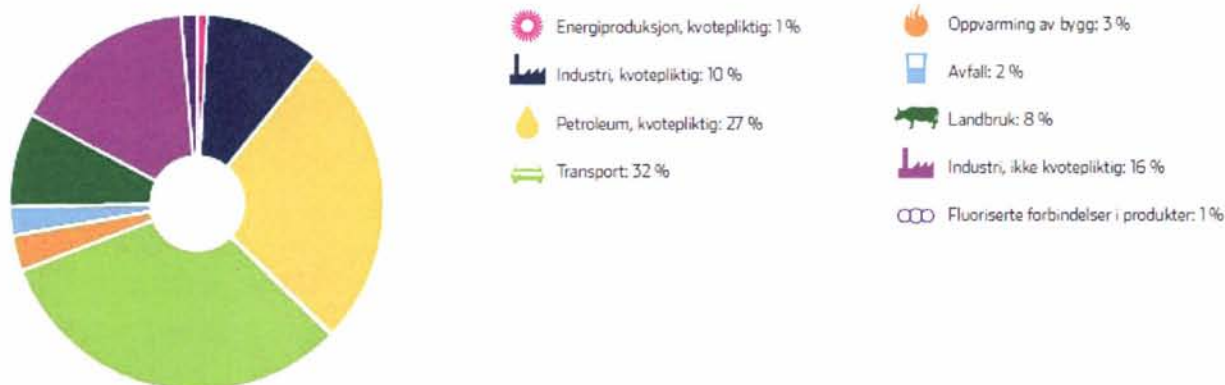 Energiproduksjon, kvotepliktig: 1 %
Industri, kvotepliktig: 10 %
Petroleum, kvotepliktig: 27 %
Transport: 32 %
Oppvarming av bygg: 3 %
Avfall: 2 %
Landbruk: 8 %
Industri, ikke kvotepliktig: 16 %
Fluoriserte forbindelser i produkter: 1 %